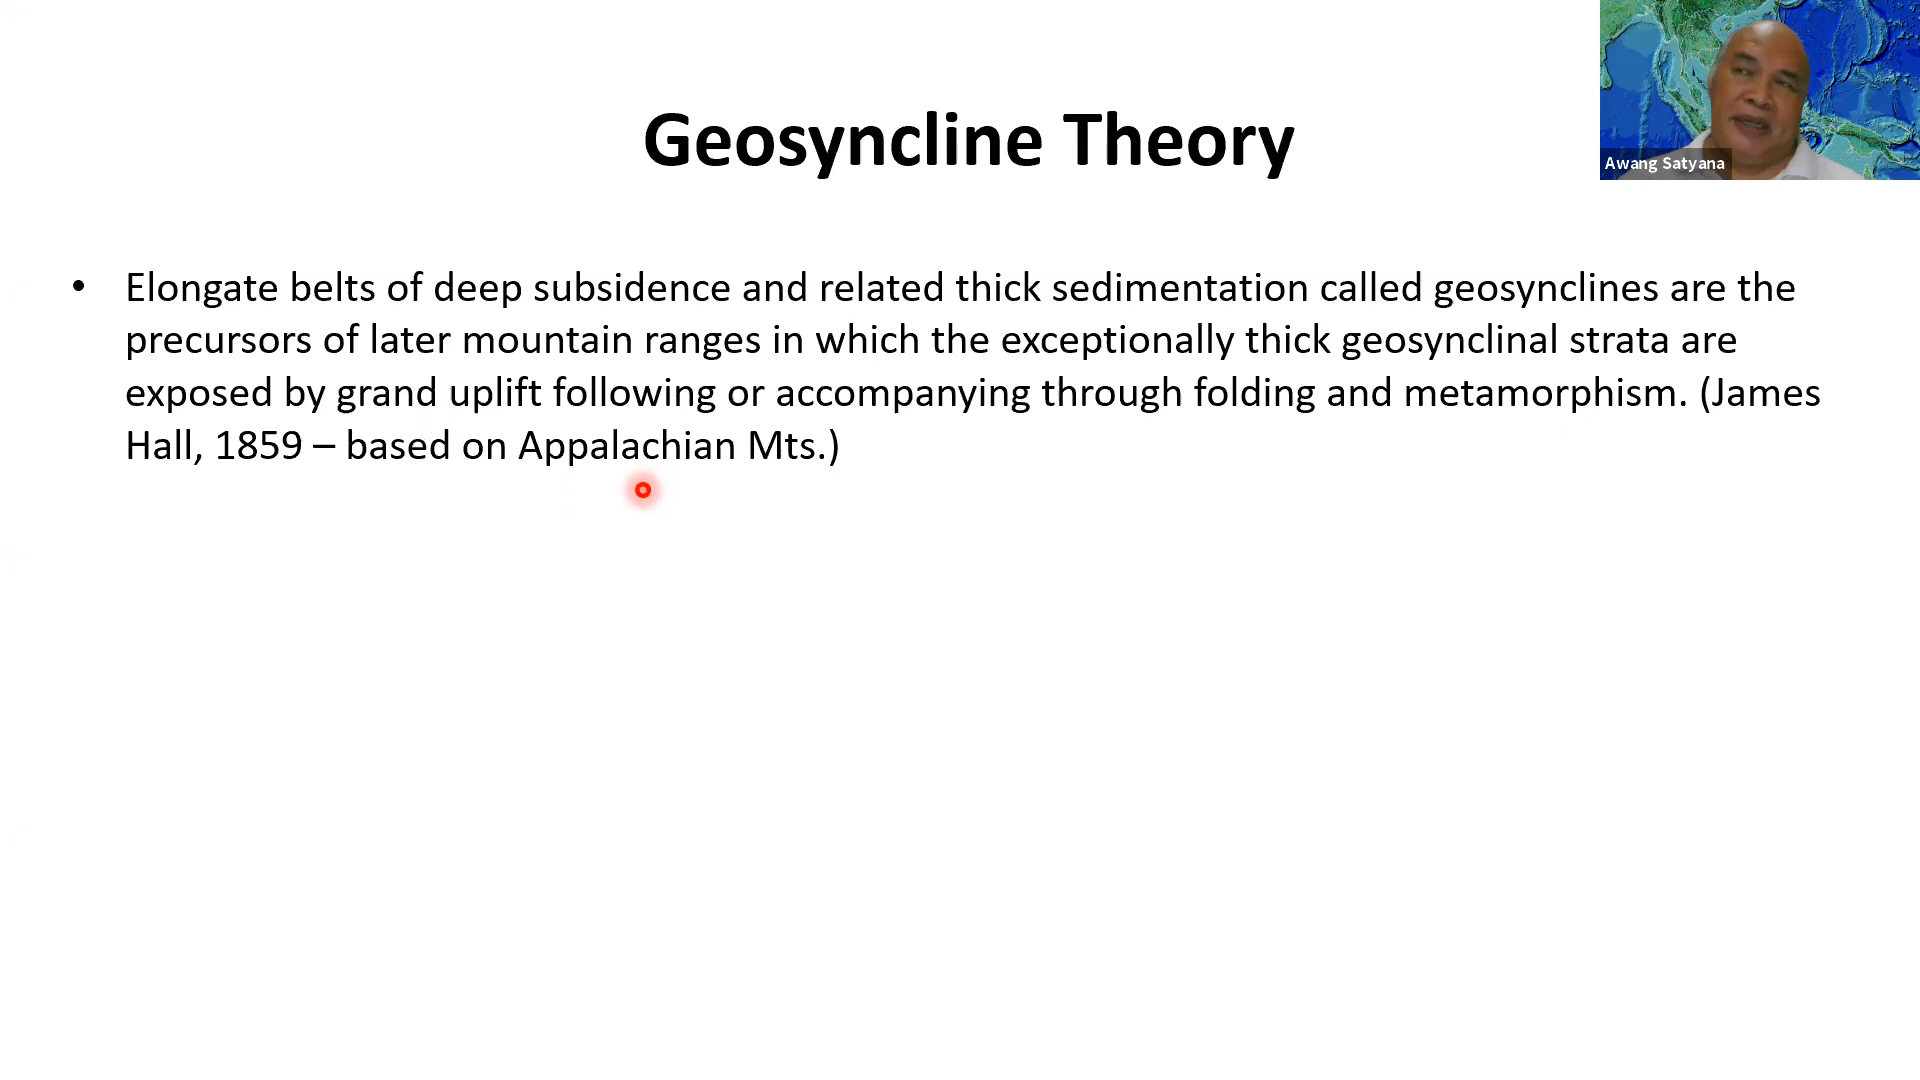 Geosyncline Theory
Awang Satyana
• Elongate belts of deep subsidence and related thick sedimentation called geosynclines are the
precursors of later mountain ranges in which the exceptionally thick geosynclinal strata are
exposed by grand uplift following or accompanying through folding and metamorphism. (James
Hall, 1859 – based on Appalachian Mts.)